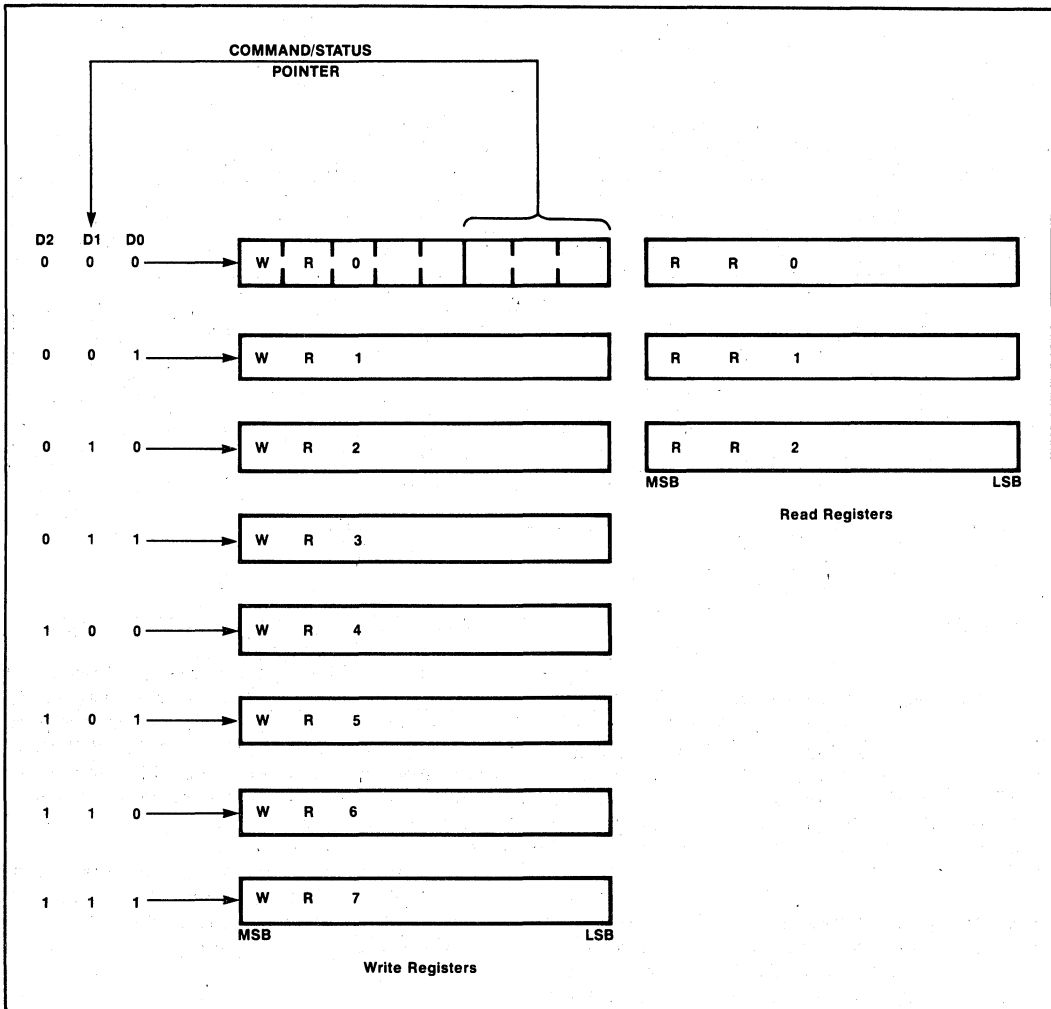 COMMAND/STATUS
POINTER
D2 D1 D0
0 0 0 W R 0 R R 0
0 0 1 W R 1 R R 1
0 1 0 W R 2 R R 2
MSB LSB
Read Registers
0 1 1 W R 3
1 0 0 W R 4
1 0 1 W R 5
1 1 0 W R 6
1 1 1 W R 7
MSB LSB
Write Registers